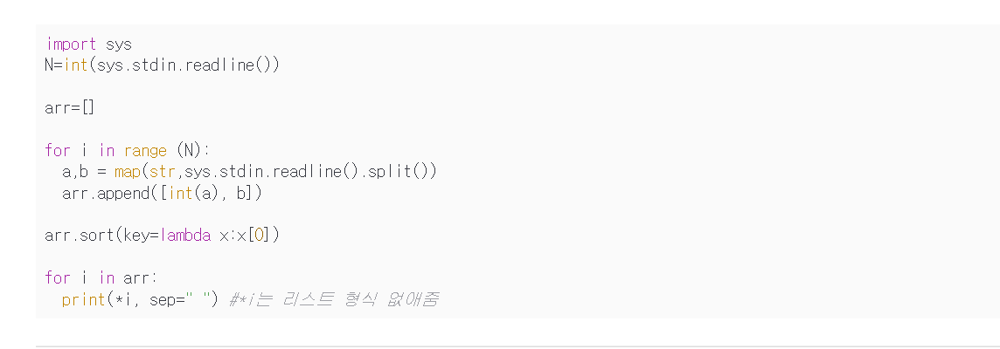 import sys
N=int(sys.stdin.readline())
arr=[]
for i in range (N):
a,b = map(str,sys.stdin.readline().split())
arr.append([int(a), b])
arr.sort(key=lambda x:x[0])
for i in arr:
print(*i, sep=" ") #*i는 리스트 형식 없애줌